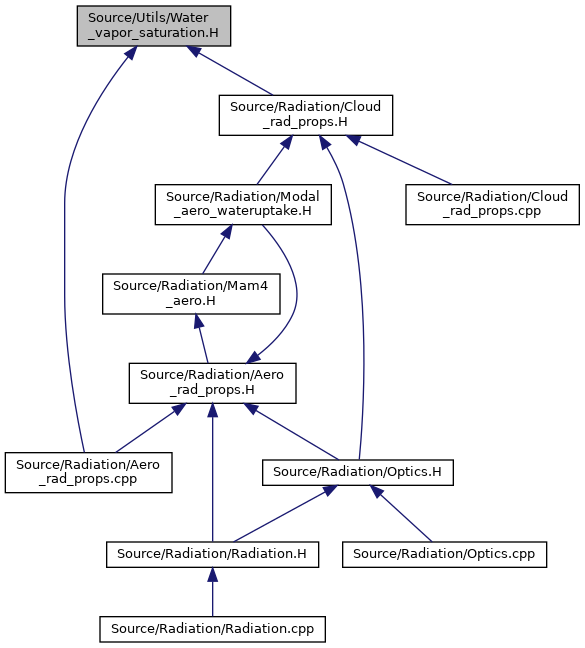 Source/Utils/Water
_vapor_saturation.H
Source/Radiation/Cloud
_rad_props.H
Source/Radiation/Modal
_aero_wateruptake.H
Source/Radiation/Cloud
_rad_props.cpp
Source/Radiation/Mam4
_aero.H
Source/Radiation/Aero
_rad_props.H
Source/Radiation/Aero
_rad_props.cpp
Source/Radiation/Optics.H
Source/Radiation/Radiation.H
Source/Radiation/Optics.cpp
Source/Radiation/Radiation.cpp